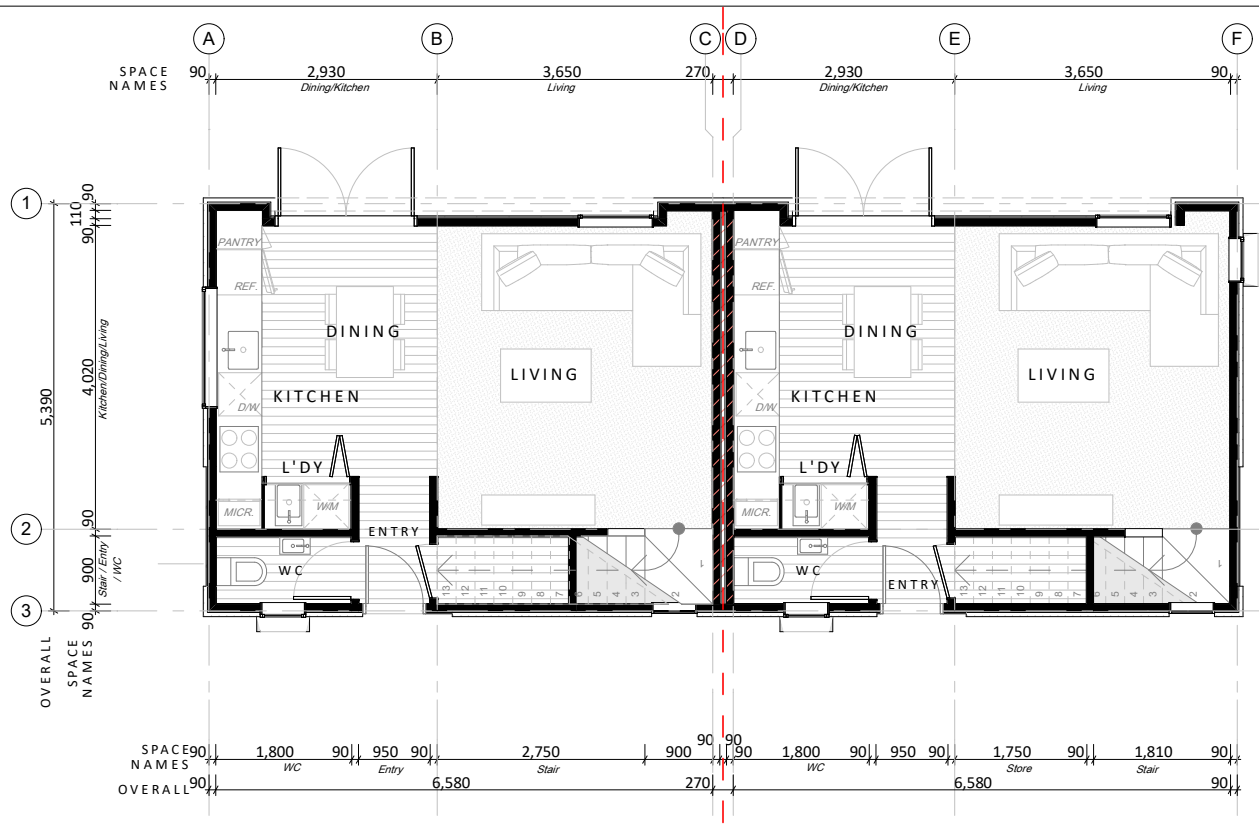 A B C D E F
SPACE NAMES 90 2,930 3,650 270 2,930 3,650 90
Dining/Kitchen Living Dining/Kitchen Living
1
90
110
90
PANTRY PANTRY
REF. REF.
DINING DINING
LIVING LIVING
KITCHEN KITCHEN
D/W D/W
5,390
4,020
Kitchen/Dining/Living
L'DY L'DY
MICR. W/M MICR. W/M
2
90
ENTRY
WC WC
ENTRY
900
Stair / Entry / WC
13 12 11 10 9 8 7 6 5 4 3 2 1
13 12 11 10 9 8 7 6 5 4 3 2 1
3
90
OVERALL
SPACE NAMES
90 90
SPACE NAMES 90 1,800 90 950 90 2,750 900 90 1,800 90 950 90 1,750 90 1,810 90
WC Entry Stair WC Entry Store Stair
OVERALL 90 6,580 270 6,580 90